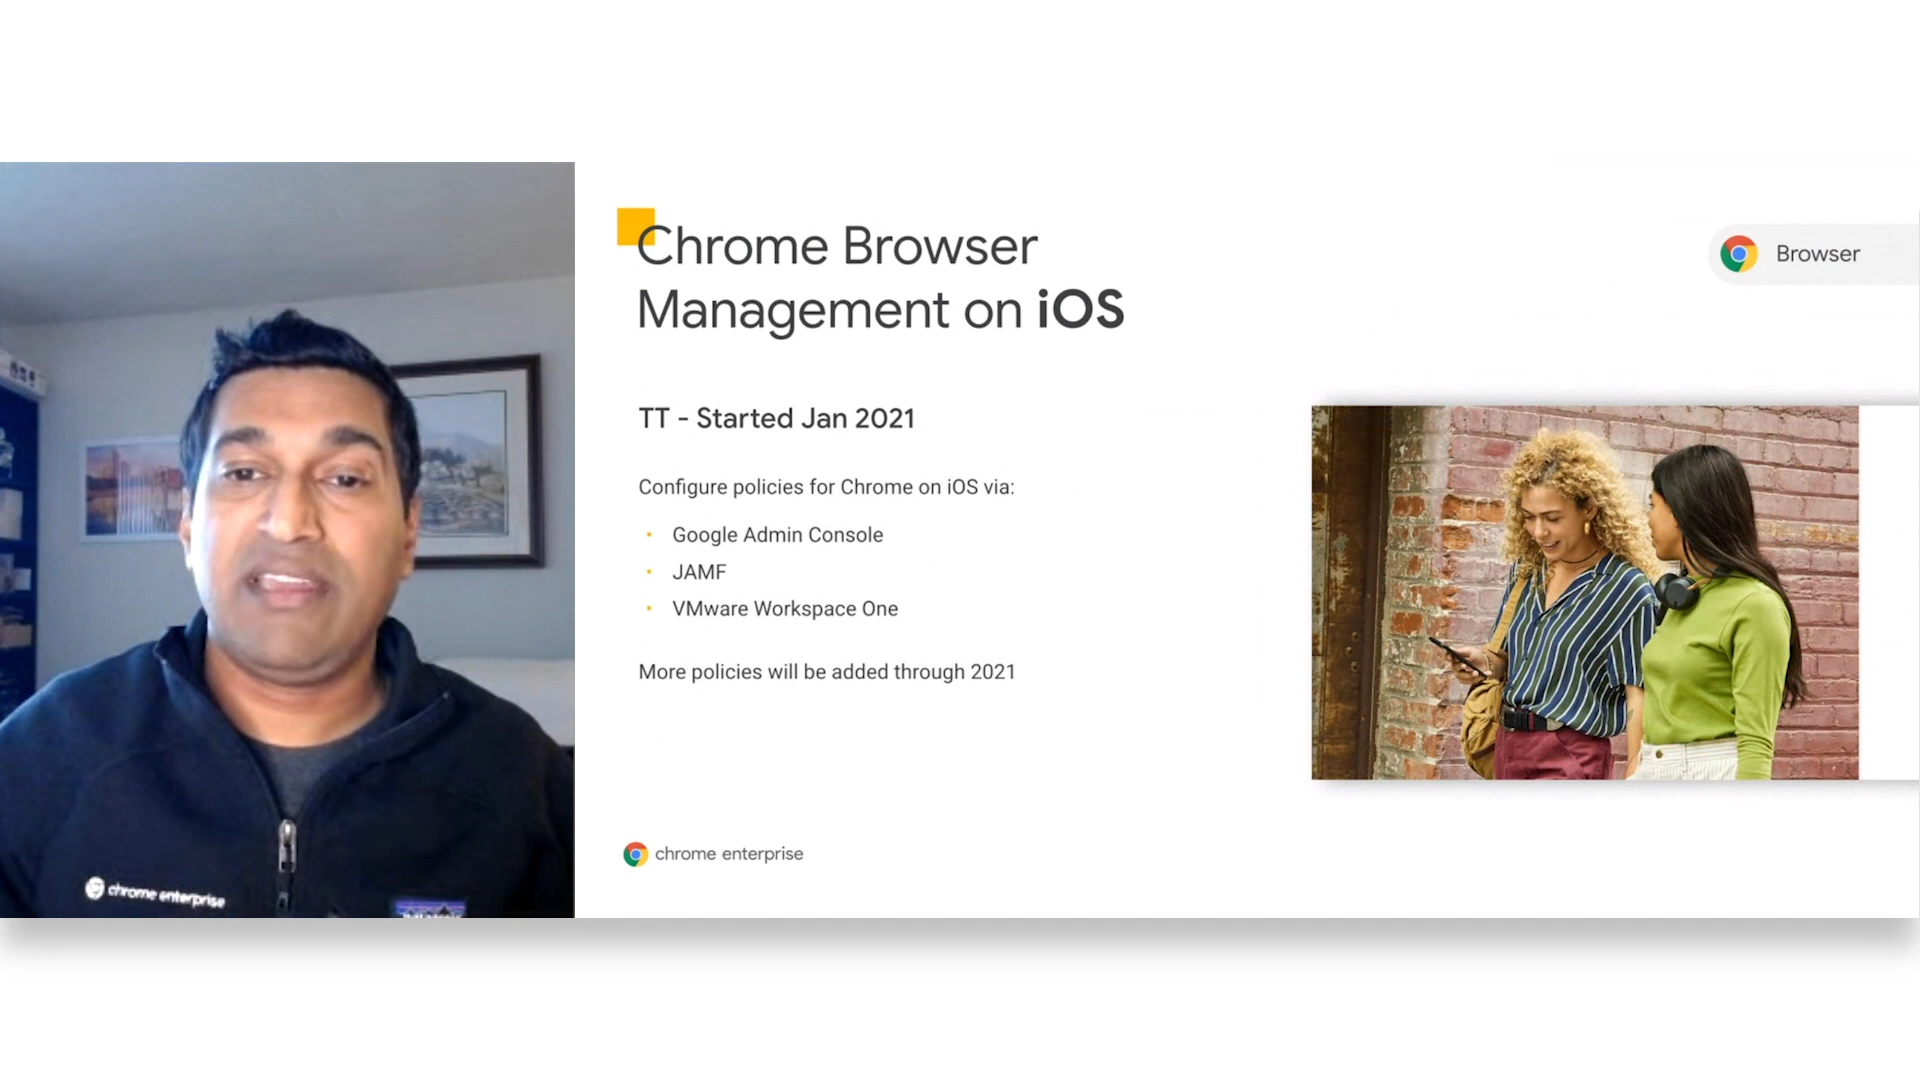 Chrome Browser
Management on iOS
Browser
TT - Started Jan 2021
Configure policies for Chrome on iOS via:
• Google Admin Console
• JAMF
• VMware Workspace One
More policies will be added through 2021
chrome enterprise
chrome enterprise